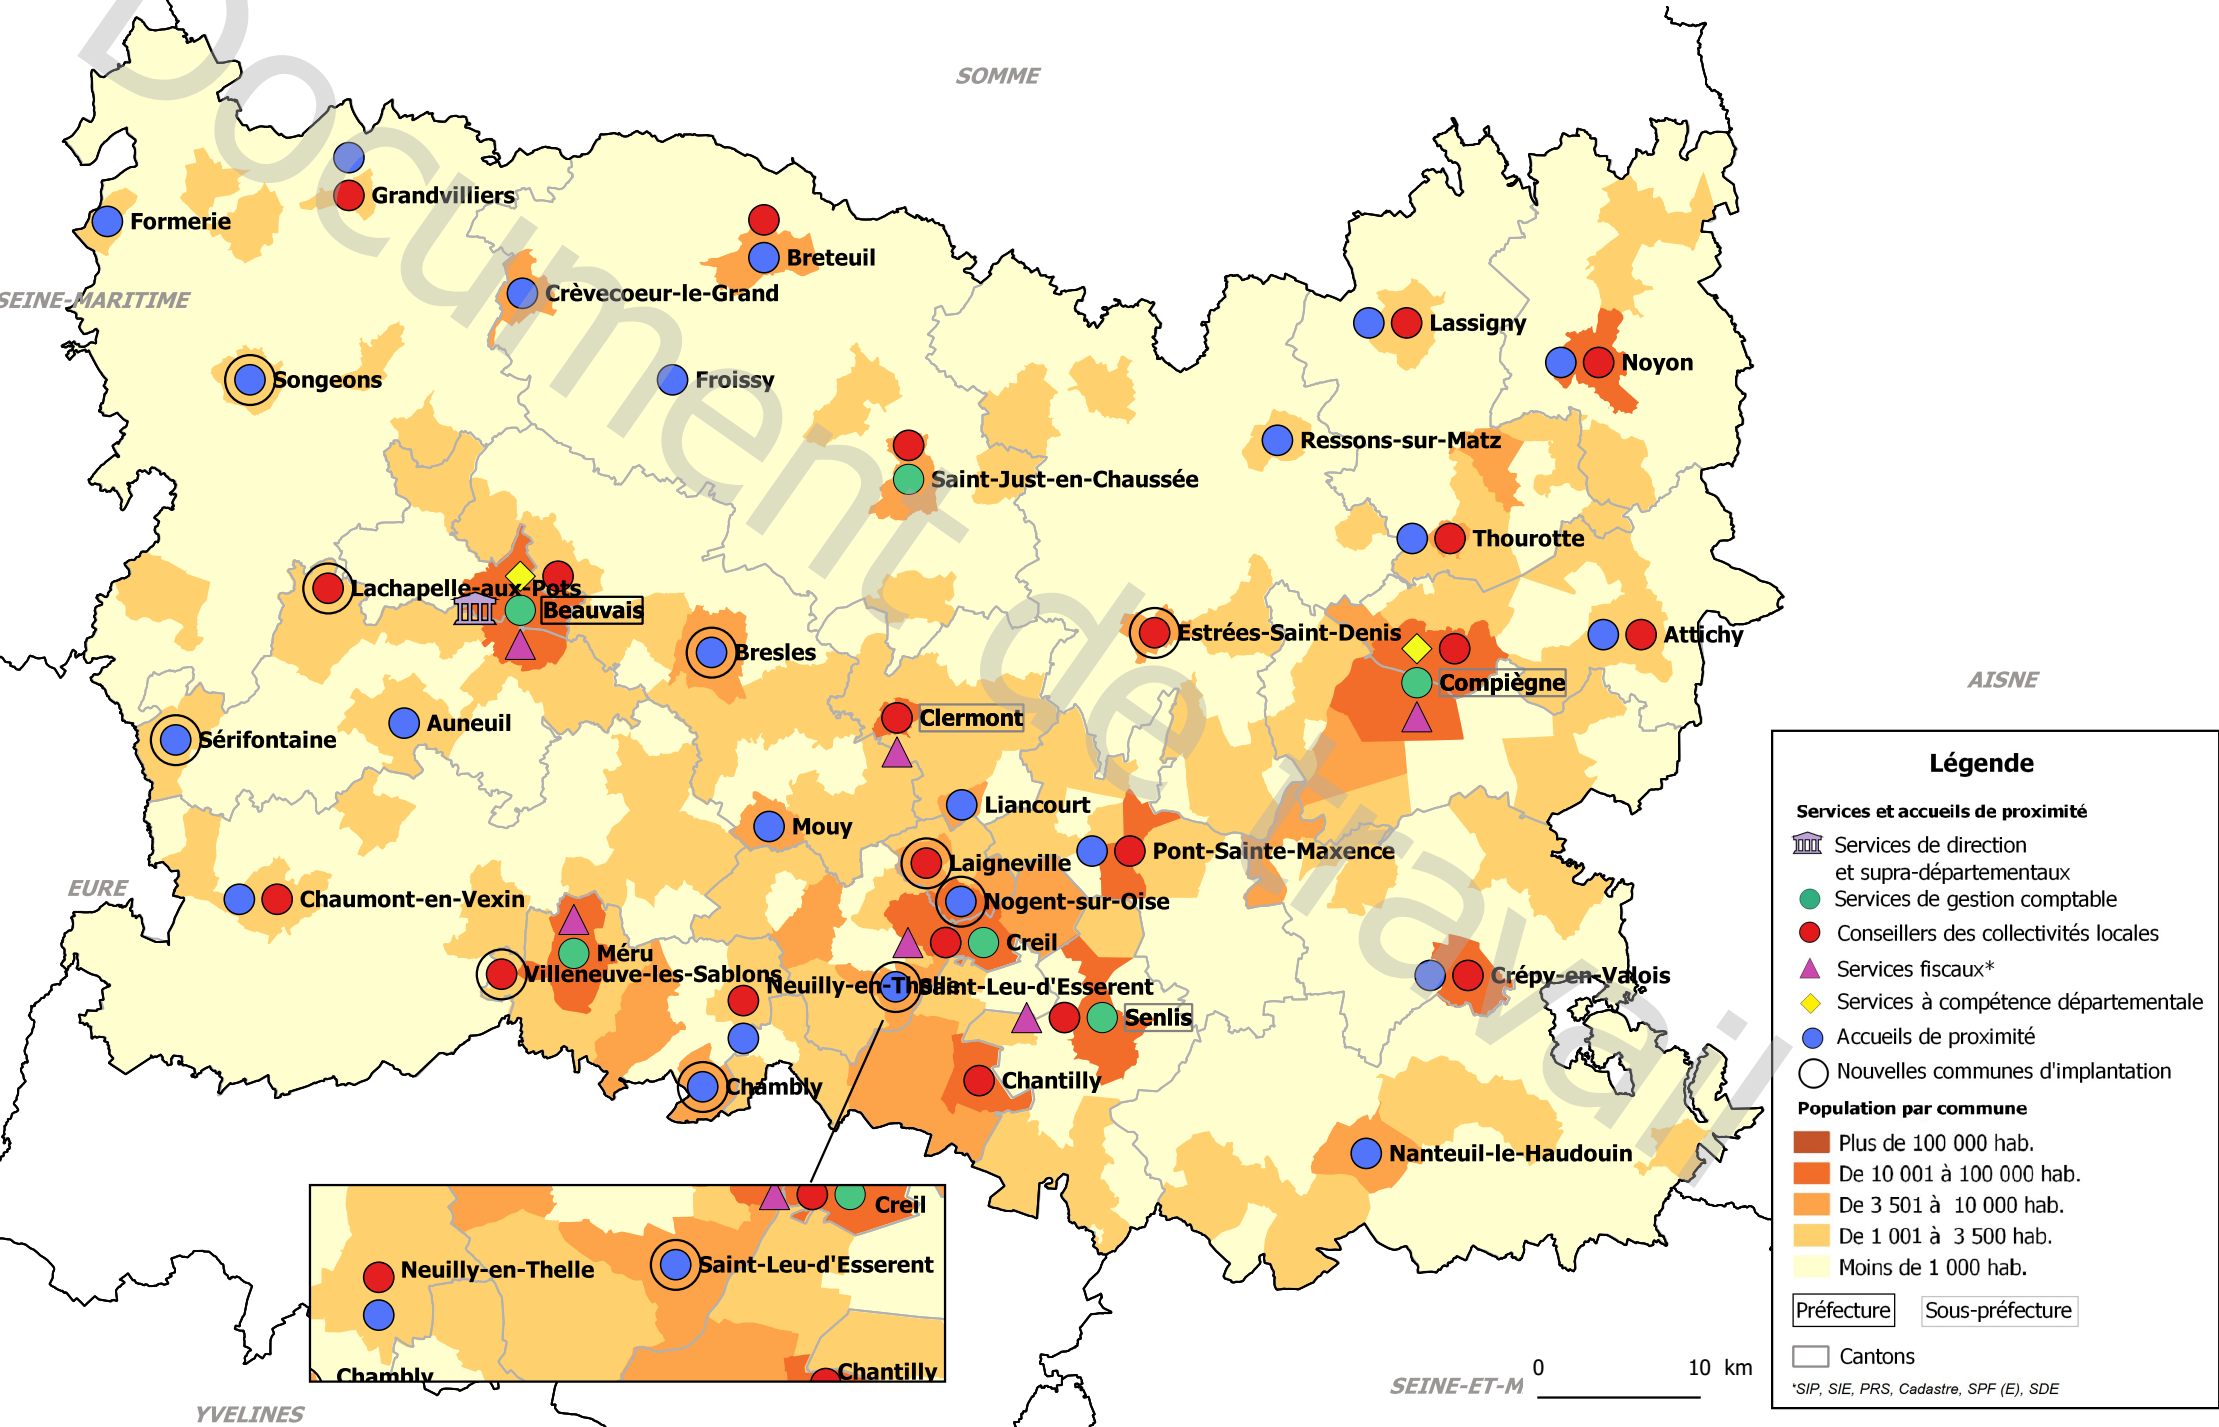 Document de travail
SOMME
Grandvilliers
Formerie
Breteuil
Crèvecoeur-le-Grand
SEINE-MARITIME
Lassigny
Noyon
Songeons
Froissy
Ressons-sur-Matz
Saint-Just-en-Chaussée
Thourotte
Lachapelle-aux-Pots
Beauvais
Estrées-Saint-Denis
Attichy
Bresles
Compiègne
AISNE
Clermont
Auneuil
Sérifontaine
Liancourt
Mouy
Pont-Sainte-Maxence
Laigneville
EURE
Chaumont-en-Vexin
Nogent-sur-Oise
Creil
Méru
Villeneuve-les-Sablons
Crépy-en-Valois
Neuilly-en-Thelle
Saint-Leu-d'Esserent
Senlis
Chantilly
Chambly
Nanteuil-le-Haudouin
Creil
Saint-Leu-d'Esserent
Neuilly-en-Thelle
Chambly
Chantilly
YVELINES
SEINE-ET-M
0 10 km
Légende
Services et accueils de proximité
Services de direction
et supra-départementaux
Services de gestion comptable
Conseillers des collectivités locales
Services fiscaux*
Services à compétence départementale
Accueils de proximité
Nouvelles communes d'implantation
Population par commune
Plus de 100 000 hab.
De 10 001 à 100 000 hab.
De 3 501 à 10 000 hab.
De 1 001 à 3 500 hab.
Moins de 1 000 hab.
Préfecture Sous-préfecture
Cantons
*SIP, SIE, PRS, Cadastre, SPF (E), SDE